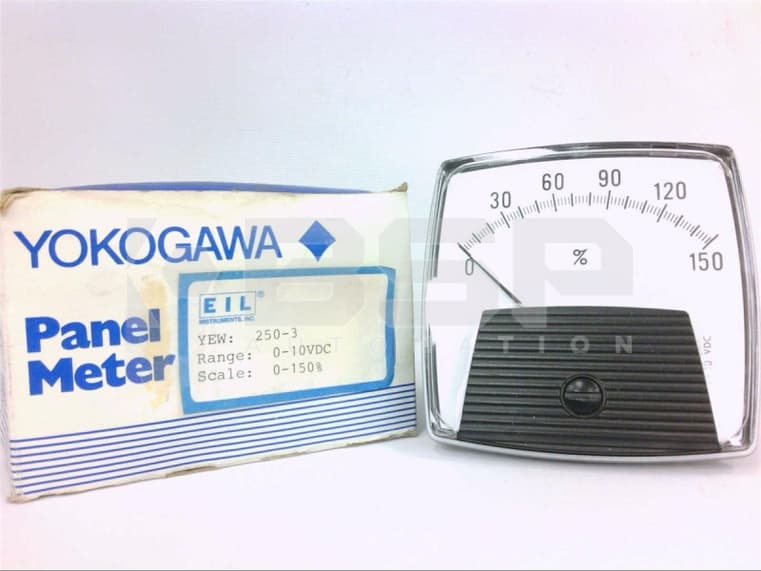 YOKOGAWA
Panel
Meter
EIL®
INSTRUMENTS, INC.
YEW: 250-3
Range: 0-10VDC
Scale: 0-150%
0 30 60 90 120 150
%
VDC